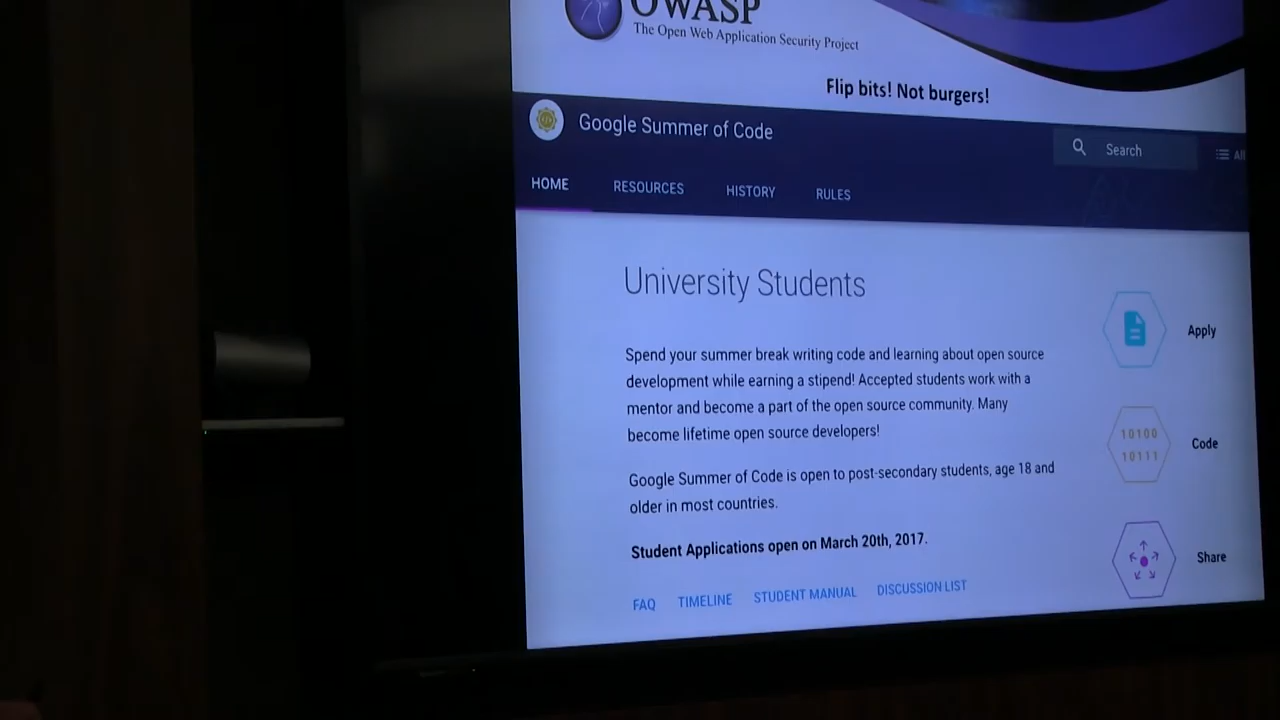 OWASP
The Open Web Application Security Project
Flip bits! Not burgers!
Google Summer of Code
Search
All
HOME
RESOURCES
HISTORY
RULES
University Students
Spend your summer break writing code and learning about open source
development while earning a stipend! Accepted students work with a
mentor and become a part of the open source community. Many
become lifetime open source developers!
Google Summer of Code is open to post-secondary students, age 18 and
older in most countries.
Student Applications open on March 20th, 2017.
FAQ
TIMELINE
STUDENT MANUAL
DISCUSSION LIST
Apply
10100
10111
Code
Share